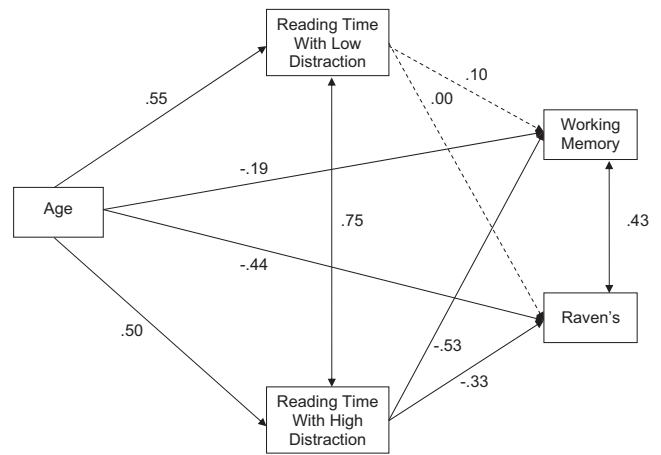 Reading Time
With Low
Distraction
.55
.10
.00
Working
Memory
-.19
Age
.75
.43
-.44
Raven's
.50
-.53
-.33
Reading Time
With High
Distraction